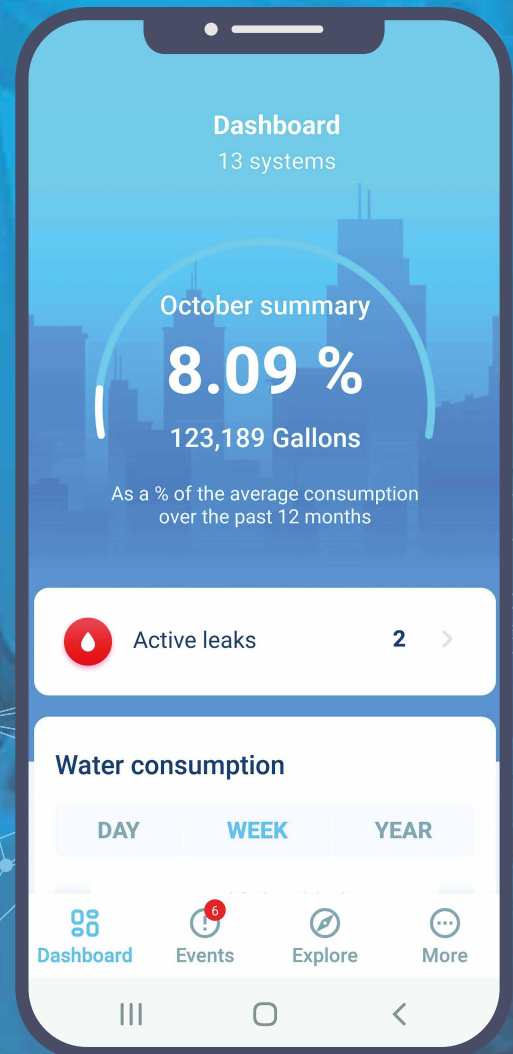 Dashboard
13 systems
October summary
8.09 %
123,189 Gallons
As a % of the average consumption
over the past 12 months
Active leaks 2
Water consumption
DAY WEEK YEAR
6
Dashboard Events Explore More